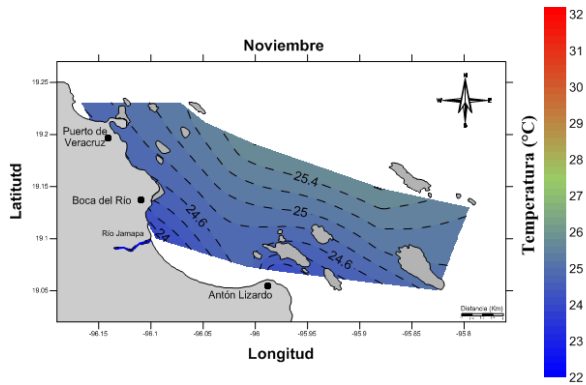 Noviembre
32
31
30
29
28
27
26
25
24
23
22
Temperatura (°C)
Latitutd
19.25
19.2
19.15
19.1
19.05
N
Puerto de
Veracruz
Boca del Río
Río Jamapa
Antón Lizardo
25.4
25
24.6
24
24.6
Distancia (Km)
-96.15
-96.1
-96.05
-96
-95.95
-95.9
-95.85
-95.8
Longitud